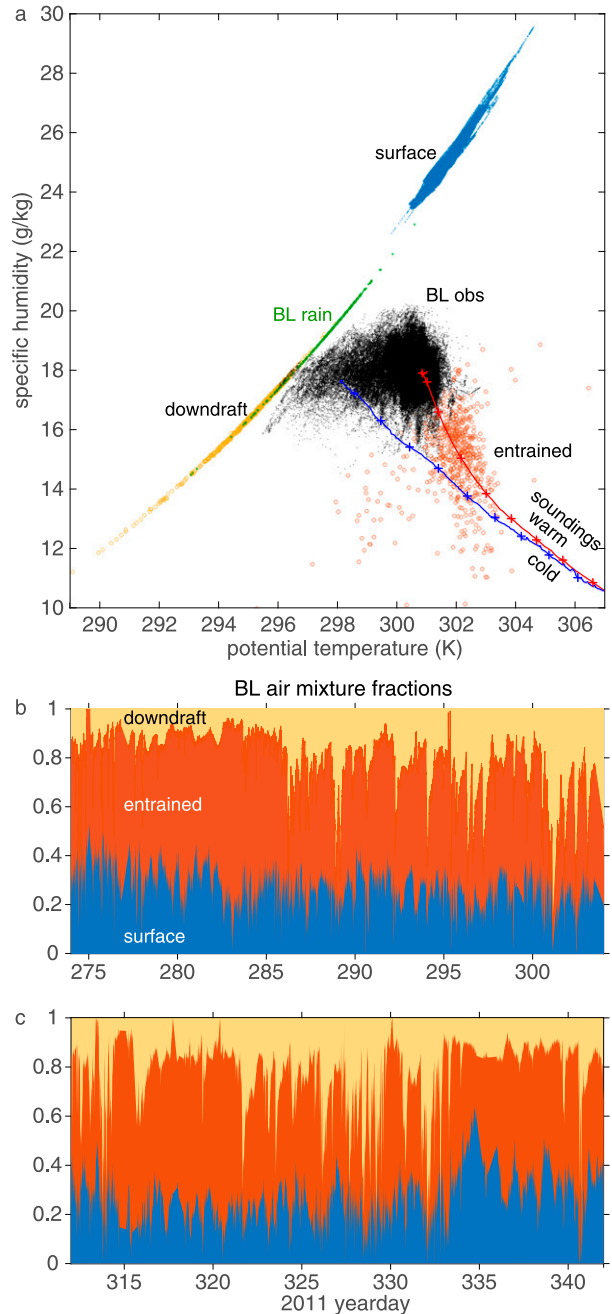 a
30
28
26
24
22
20
18
16
14
12
10
specific humidity (g/kg)
surface
BL obs
BL rain
downdraft
entrained
soundings
warm
cold
290 292 294 296 298 300 302 304 306
potential temperature (K)
BL air mixture fractions
b
1
0.8
0.6
0.4
0.2
0
downdraft
entrained
surface
275 280 285 290 295 300
c
1
0.8
0.6
0.4
0.2
0
315 320 325 330 335 340
2011 yearday